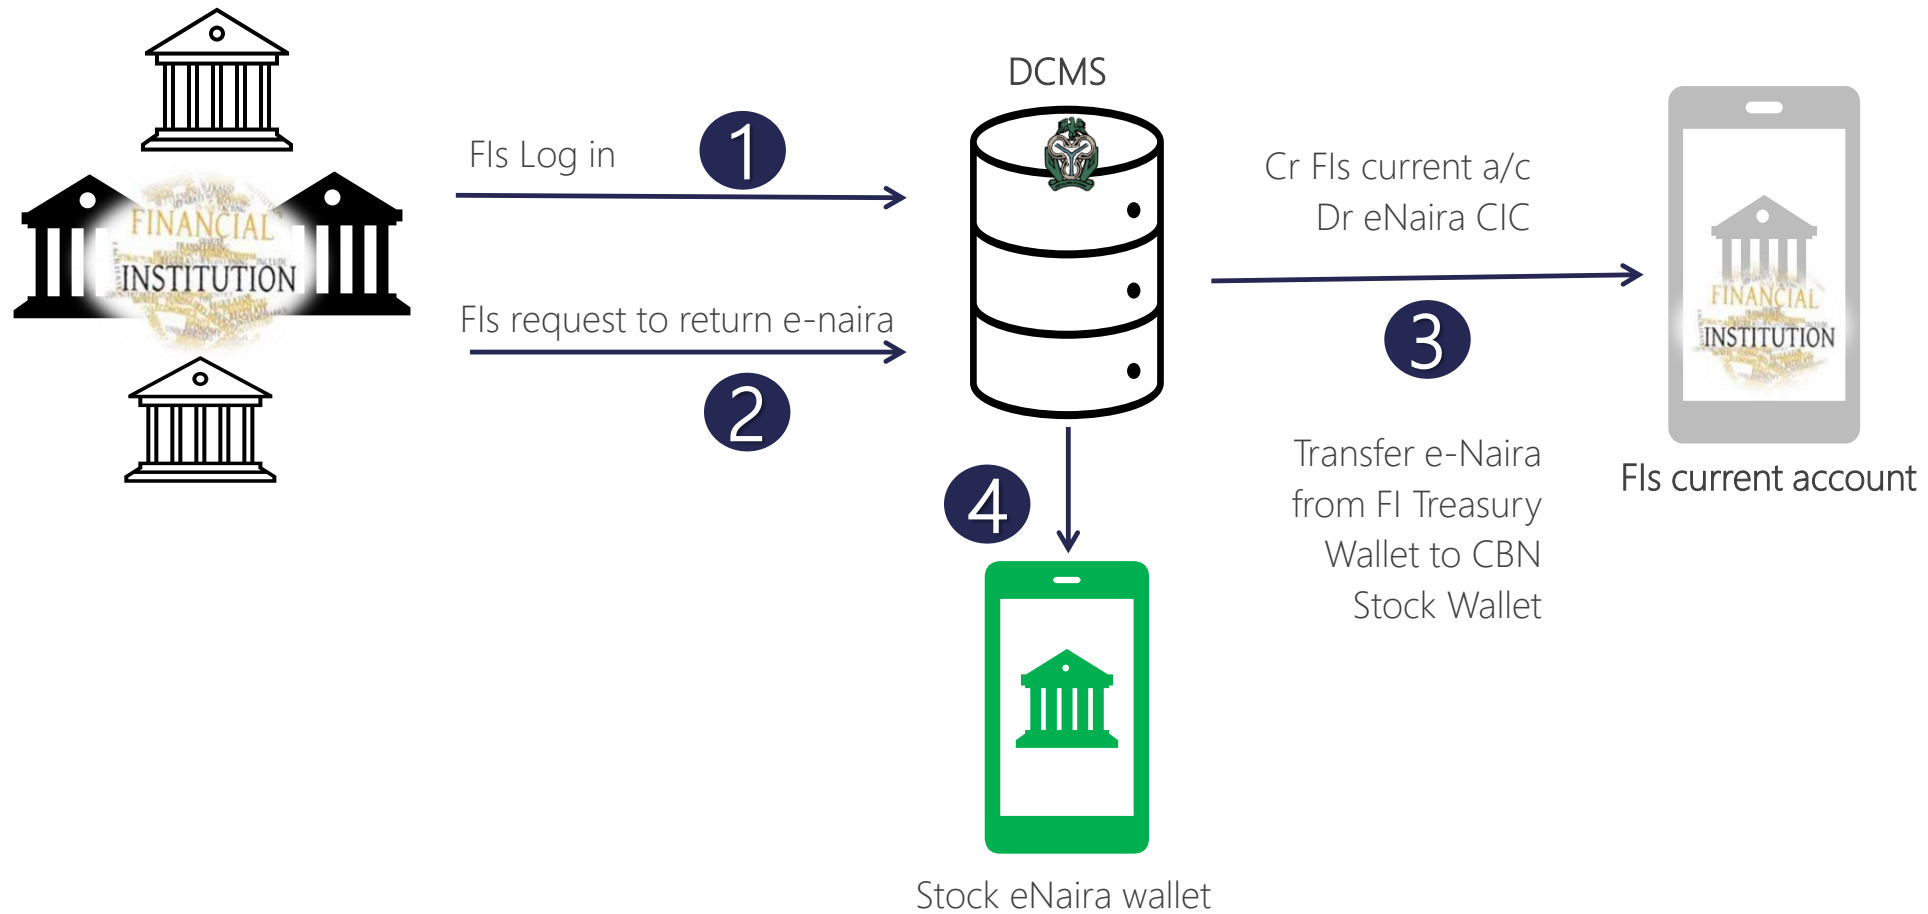 FINANCIAL
INSTITUTION
FIs Log in
1
FIs request to return e-naira
2
DCMS
Cr FIs current a/c
Dr eNaira CIC
3
Transfer e-Naira
from FI Treasury
Wallet to CBN
Stock Wallet
FINANCIAL
INSTITUTION
FIs current account
4
Stock eNaira wallet